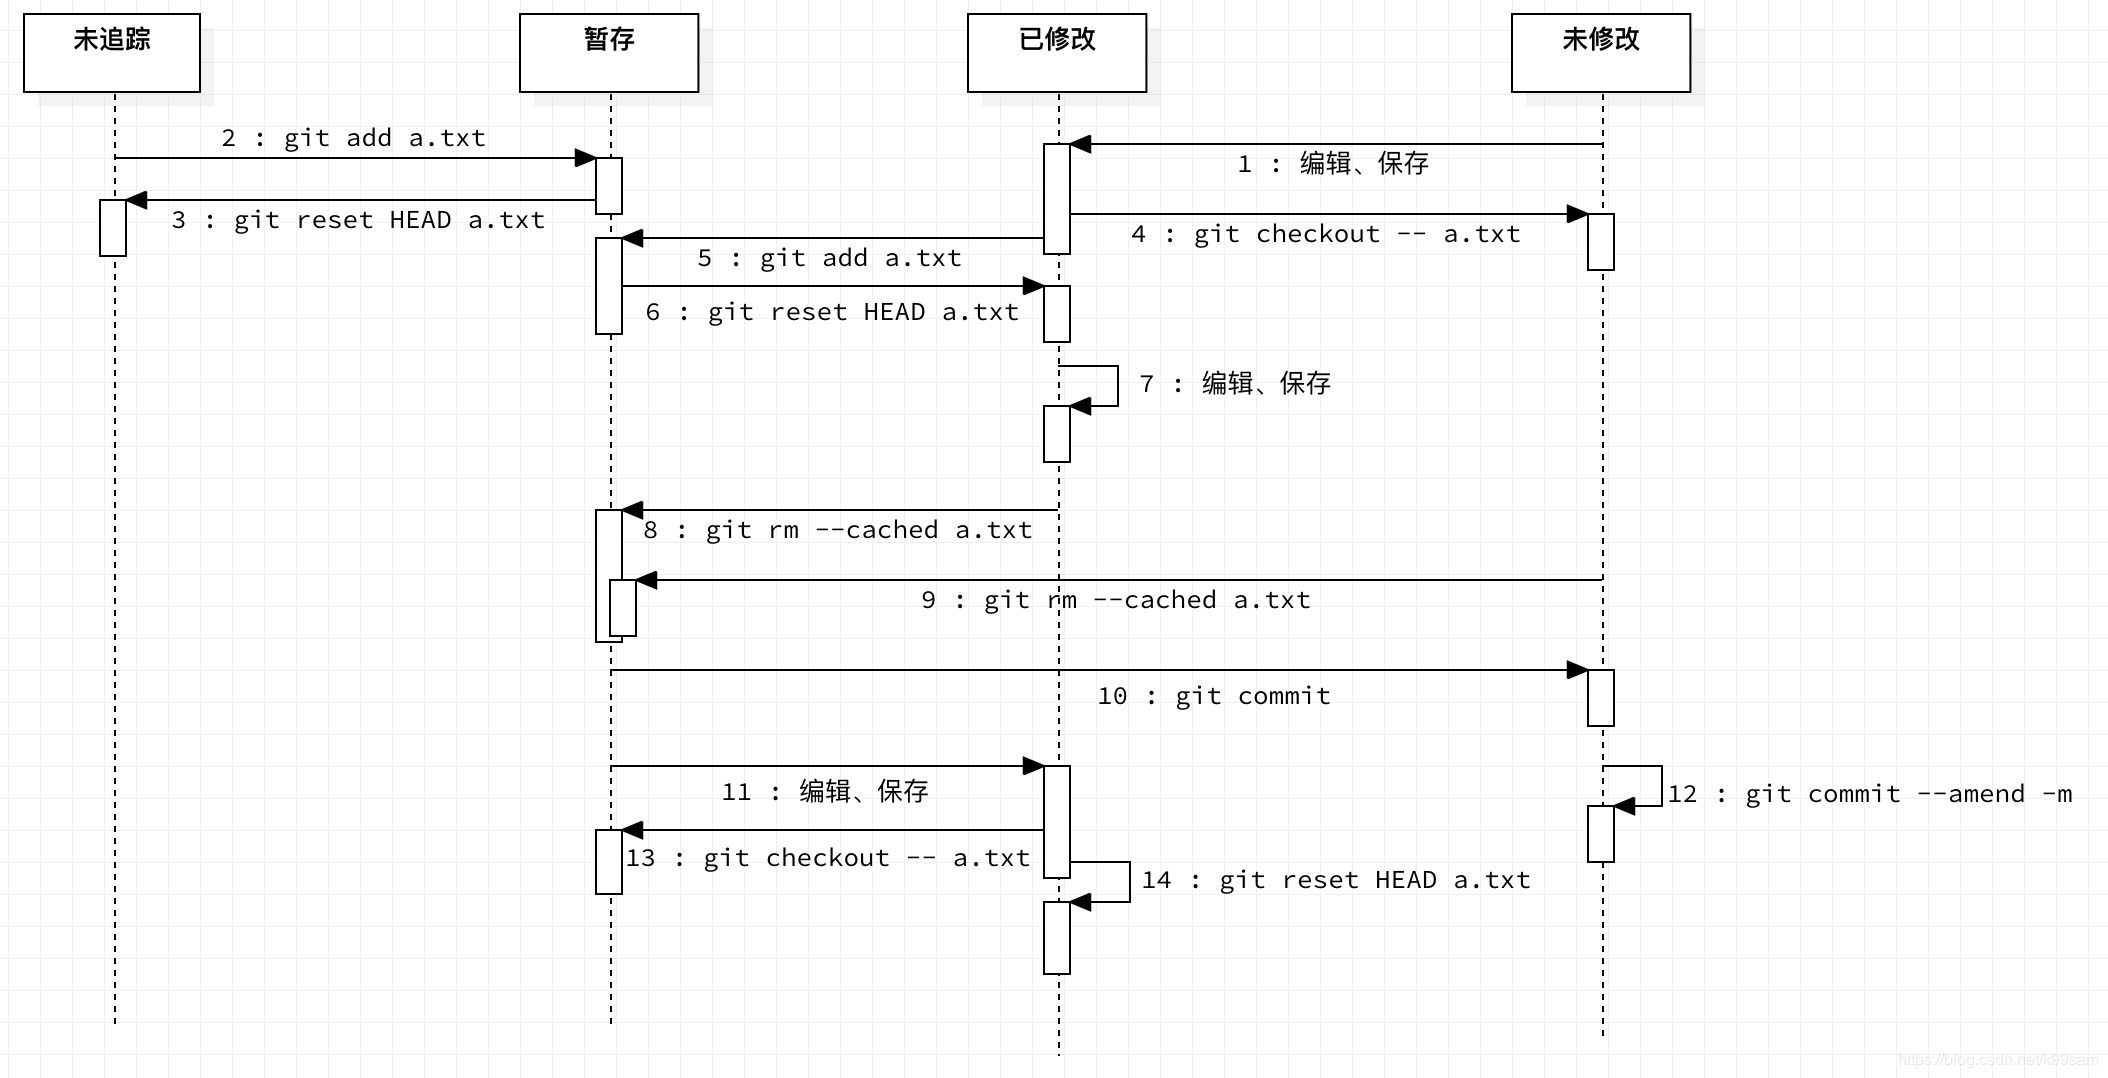 未追踪
暂存
已修改
未修改
2 : git add a.txt
1 : 编辑、保存
3 : git reset HEAD a.txt
4 : git checkout -- a.txt
5 : git add a.txt
6 : git reset HEAD a.txt
7 : 编辑、保存
8 : git rm --cached a.txt
9 : git rm --cached a.txt
10 : git commit
11 : 编辑、保存
12 : git commit --amend -m
13 : git checkout -- a.txt
14 : git reset HEAD a.txt
https://blog.csdn.net/k99sam